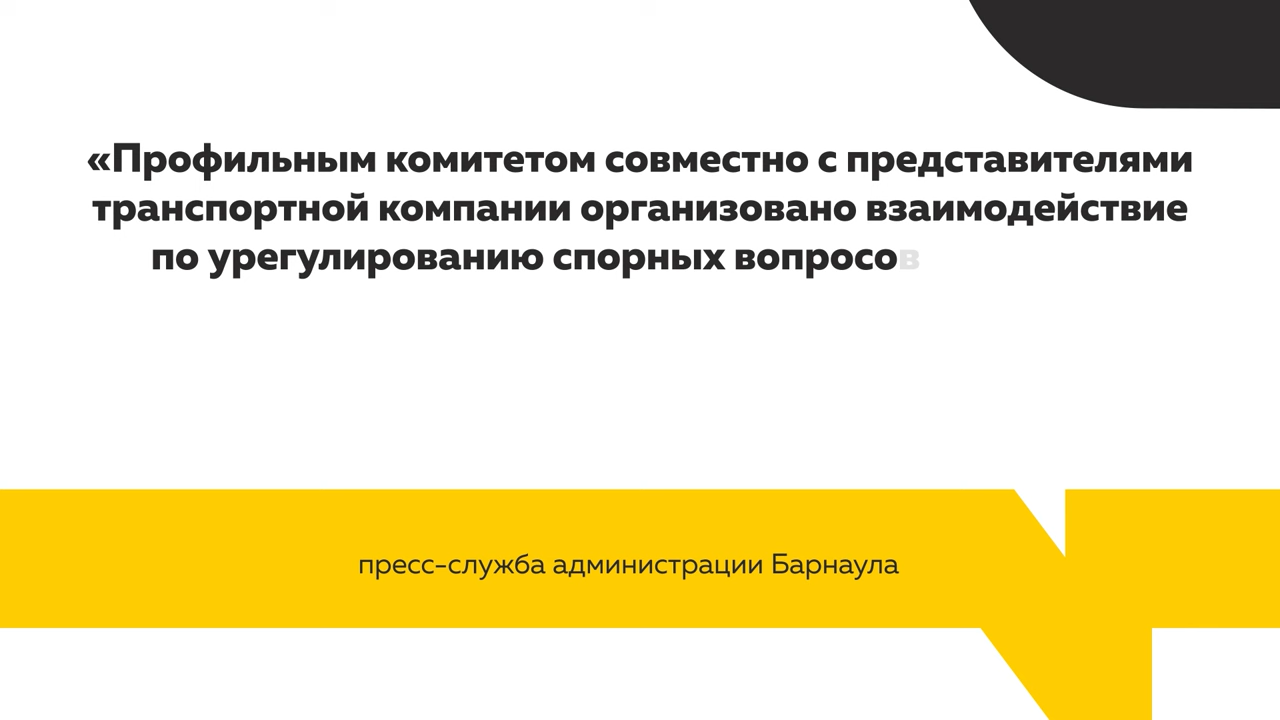 «Профильным комитетом совместно с представителями
транспортной компании организовано взаимодействие
по урегулированию спорных вопросов
пресс-служба администрации Барнаула